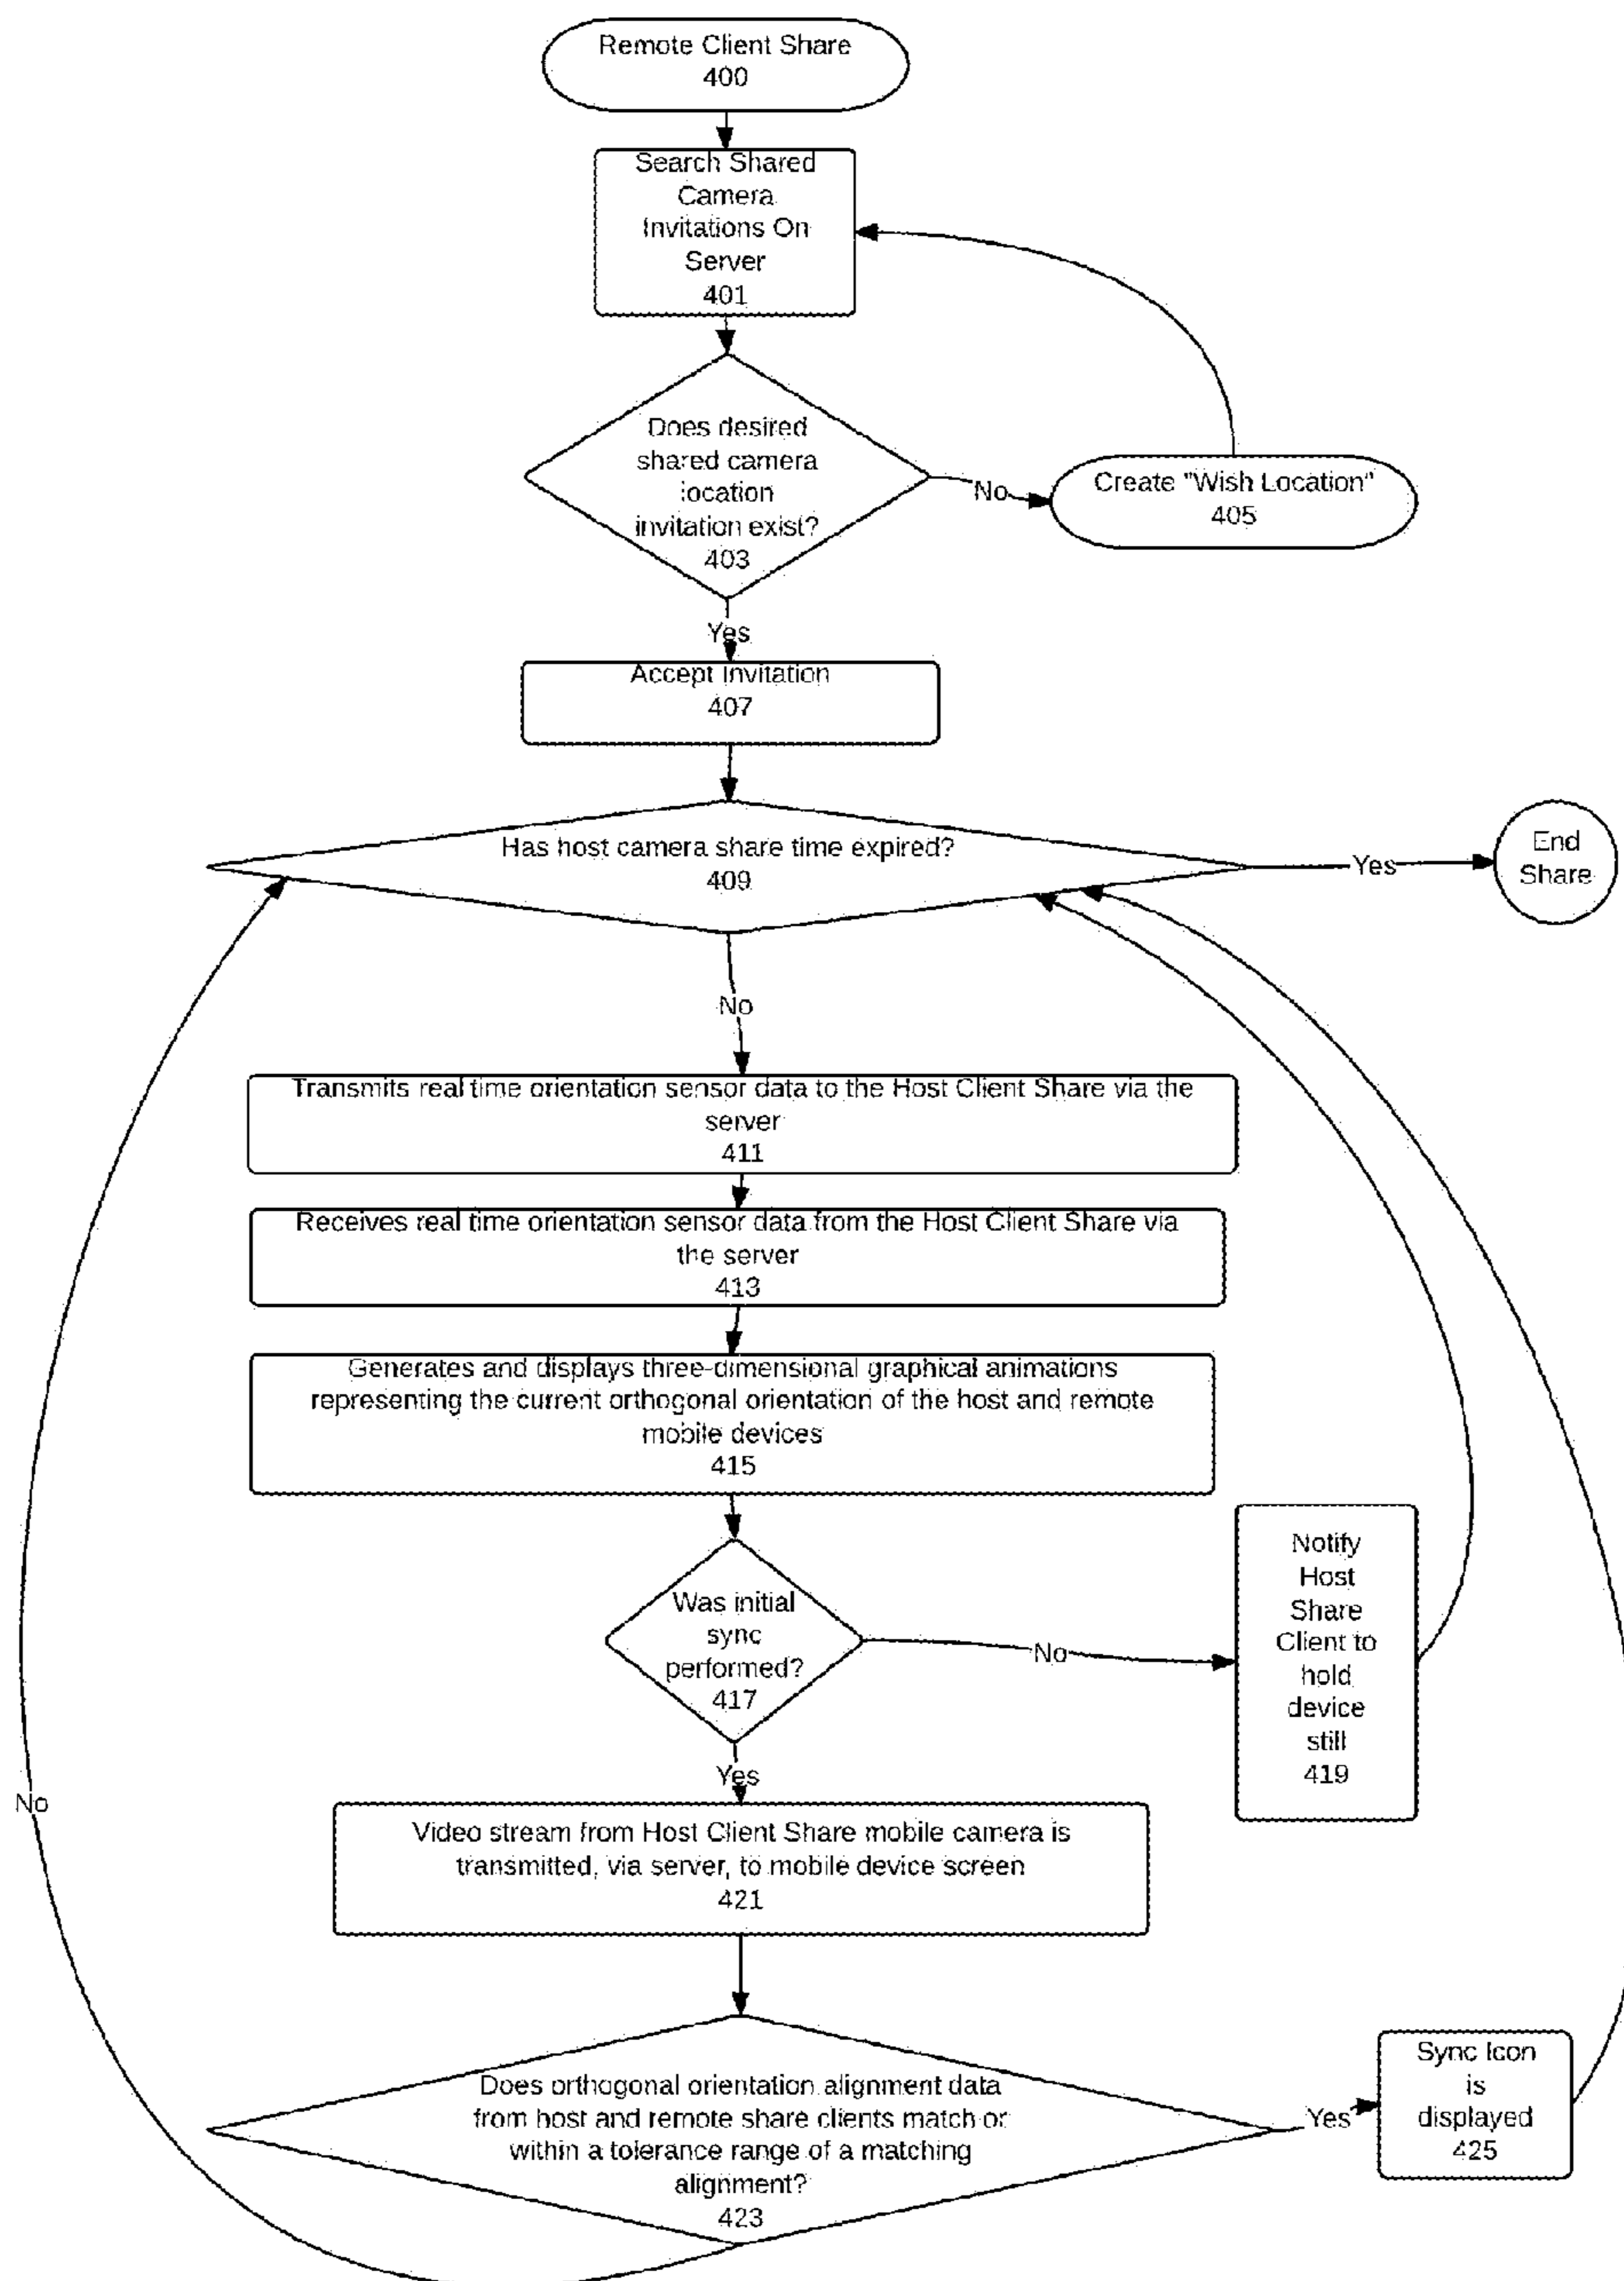 Remote Client Share
400
Search Shared
Camera
Invitations On
Server
401
Does desired
shared camera
location
invitation exist?
403
No
Create "Wish Location"
405
Yes
Accept Invitation
407
Has host camera share time expired?
409
Yes
End
Share
No
Transmits real time orientation sensor data to the Host Client Share via the
server
411
Receives real time orientation sensor data from the Host Client Share via
the server
413
Generates and displays three-dimensional graphical animations
representing the current orthogonal orientation of the host and remote
mobile devices
415
Was initial
sync
performed?
417
No
Notify
Host
Share
Client to
hold
device
still
419
Yes
Video stream from Host Client Share mobile camera is
transmitted, via server, to mobile device screen
421
Does orthogonal orientation alignment data
from host and remote share clients match or
within a tolerance range of a matching
alignment?
423
Yes
Sync Icon
is
displayed
425
No